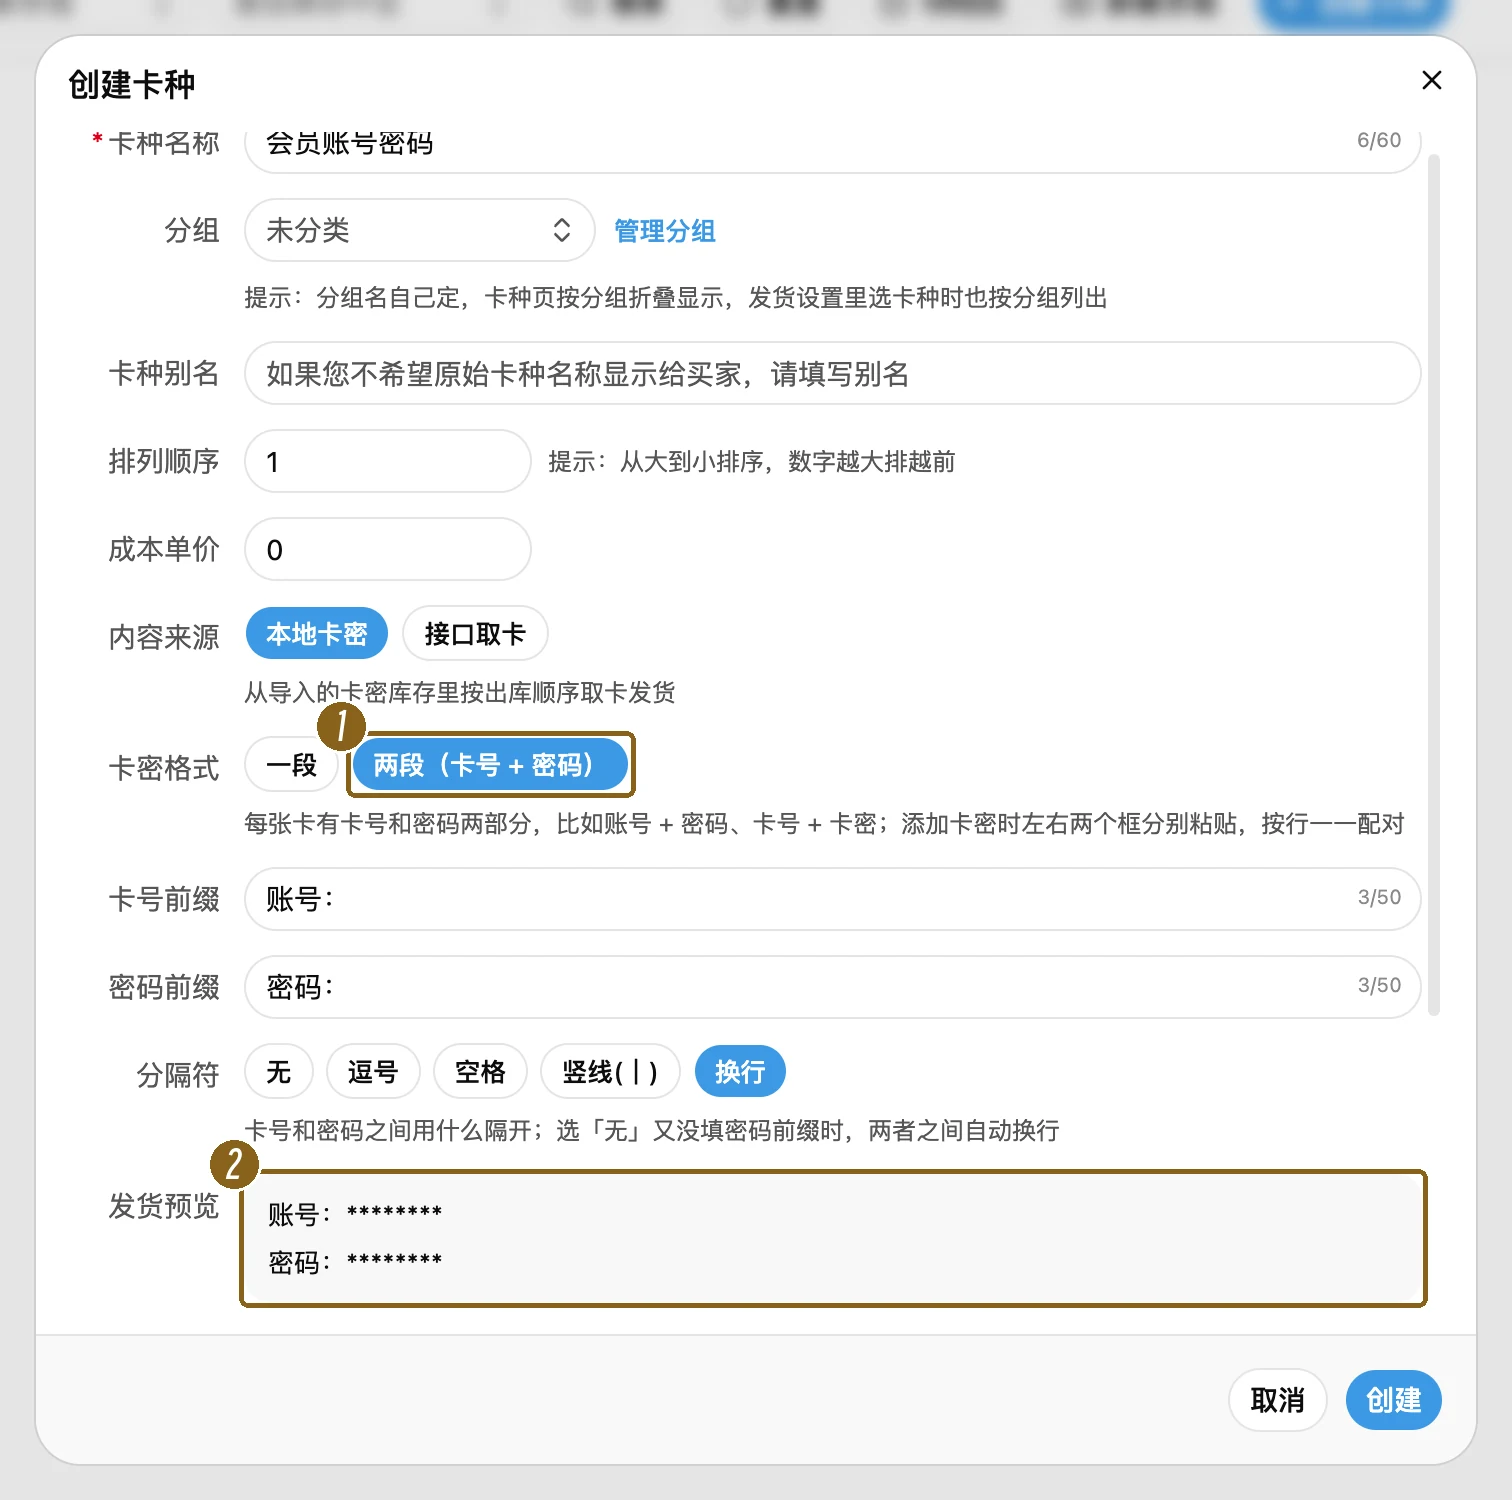 创建卡种
* 卡种名称 会员账号密码 6/60
分组 未分类 管理分组
提示：分组名自己定，卡种页按分组折叠显示，发货设置里选卡种时也按分组列出
卡种别名 如果您不希望原始卡种名称显示给买家，请填写别名
排列顺序 1 提示：从大到小排序，数字越大排越前
成本单价 0
内容来源 本地卡密 接口取卡
从导入的卡密库存里按出库顺序取卡发货
1
卡密格式 一段 两段（卡号 + 密码）
每张卡有卡号和密码两部分，比如账号 + 密码、卡号 + 卡密；添加卡密时左右两个框分别粘贴，按行一一配对
卡号前缀 账号： 3/50
密码前缀 密码： 3/50
分隔符 无 逗号 空格 竖线(｜) 换行
卡号和密码之间用什么隔开；选「无」又没填密码前缀时，两者之间自动换行
2
发货预览 账号：********
密码：********
取消 创建